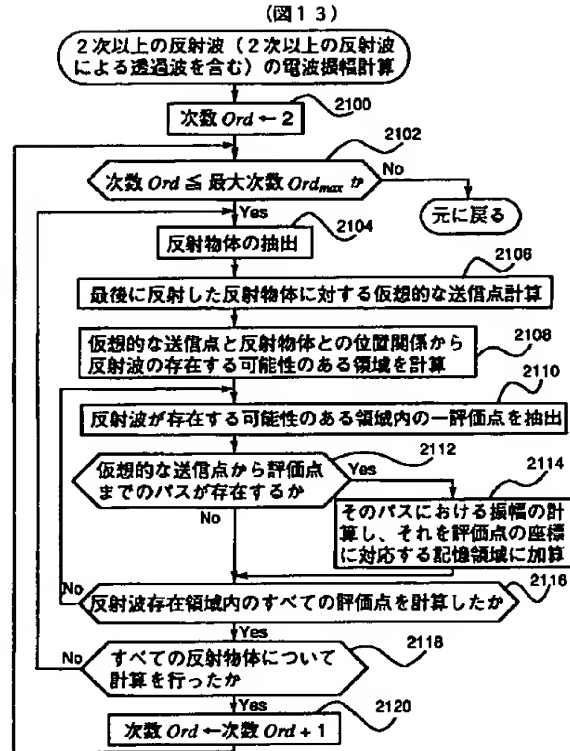 (図13)
2次以上の反射波(2次以上の反射波
による透過波を含む)の電波振幅計算
2100
次数 Ord ← 2
2102
次数 Ord ≦ 最大次数 Ordmax か
No
元に戻る
Yes
2104
反射物体の抽出
2106
最後に反射した反射物体に対する仮想的な送信点計算
2108
仮想的な送信点と反射物体との位置関係から
反射波の存在する可能性のある領域を計算
2110
反射波が存在する可能性のある領域内の一評価点を抽出
2112
仮想的な送信点から評価点
までのパスが存在するか
Yes
2114
No
そのパスにおける振幅の計
算し、それを評価点の座標
に対応する記憶領域に加算
2116
No
反射波存在領域内のすべての評価点を計算したか
Yes
2118
No
すべての反射物体について
計算を行ったか
Yes
2120
次数 Ord ← 次数 Ord + 1